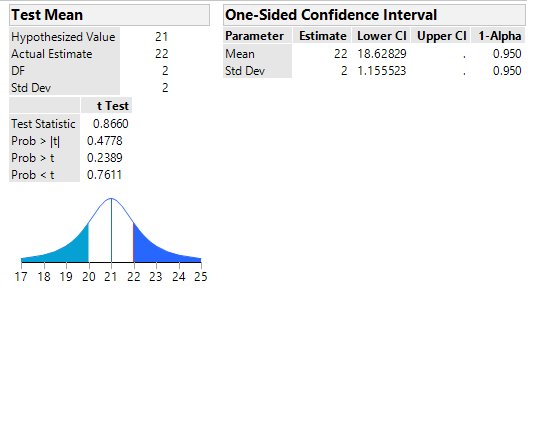 Test Mean
Hypothesized Value 21
Actual Estimate 22
DF 2
Std Dev 2
t Test
Test Statistic 0.8660
Prob > |t| 0.4778
Prob > t 0.2389
Prob < t 0.7611
17 18 19 20 21 22 23 24 25
One-Sided Confidence Interval
Parameter Estimate Lower CI Upper CI 1-Alpha
Mean 22 18.62829 . 0.950
Std Dev 2 1.155523 . 0.950